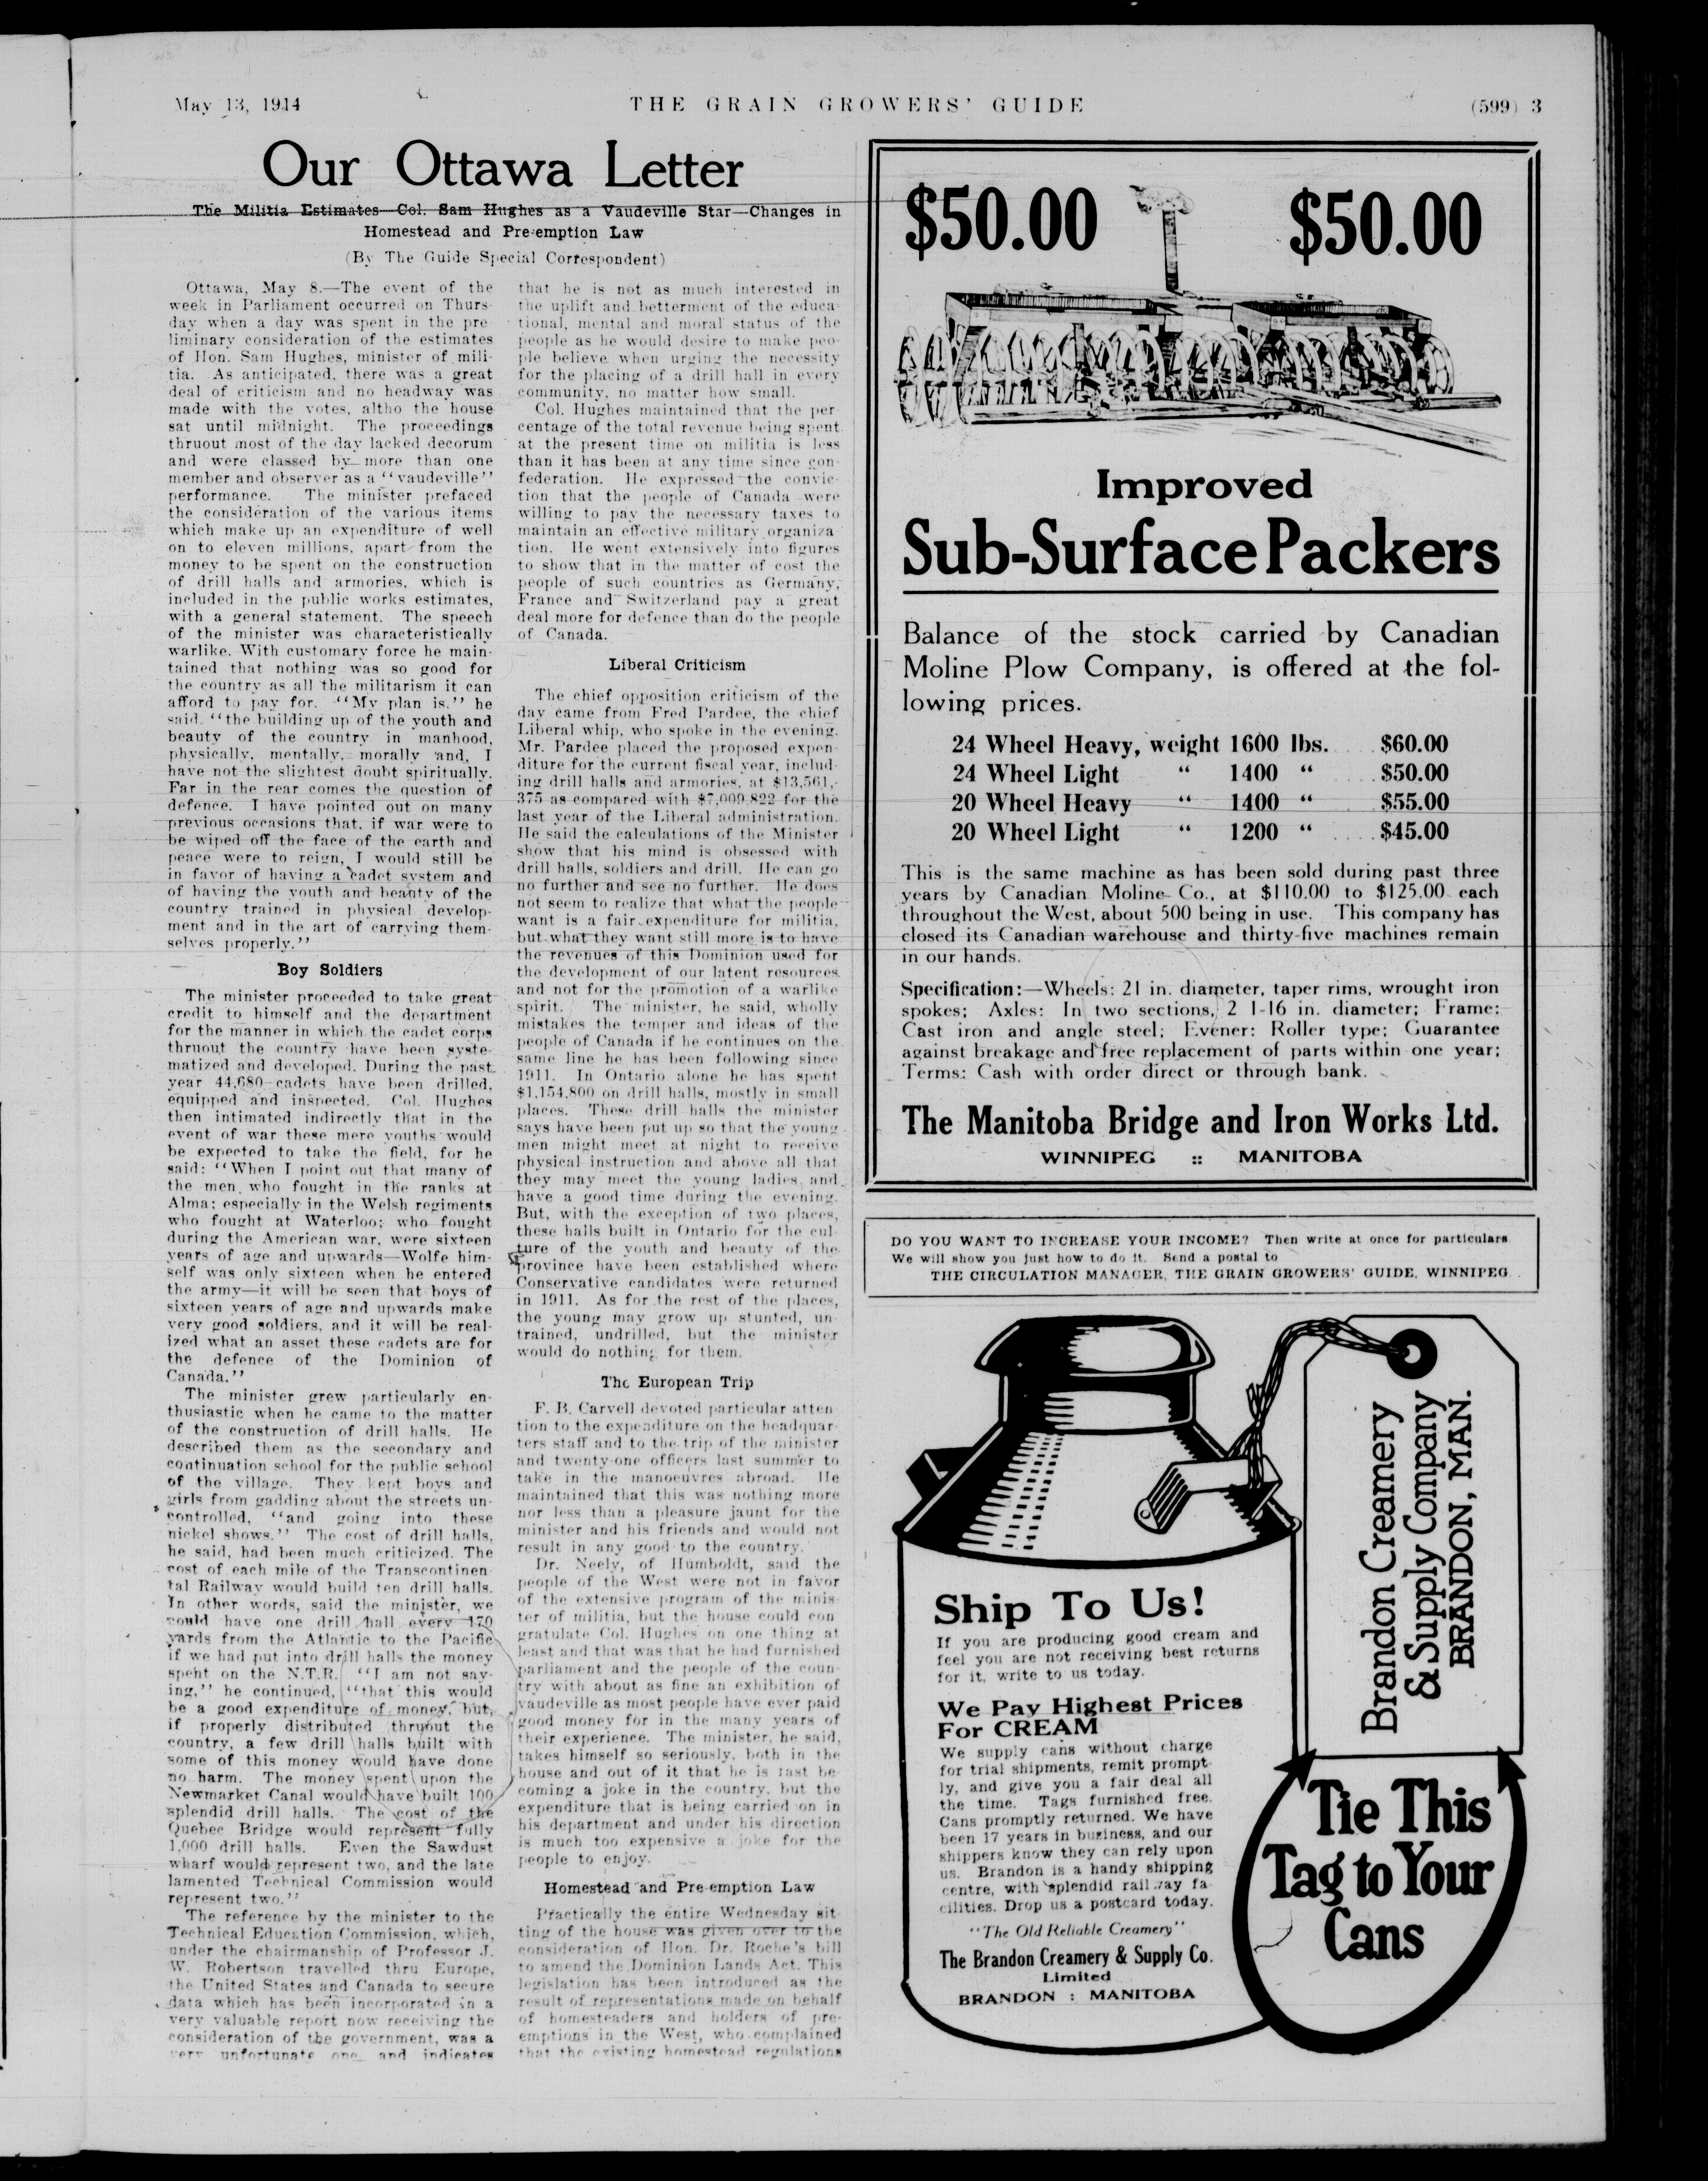 May 13, 1914
THE GRAIN GROWERS' GUIDE
(599) 3
Our Ottawa Letter
The Militia Estimates—Col. Sam Hughes as a Vaudeville Star—Changes in
Homestead and Pre-emption Law
(By The Guide Special Correspondent)
Ottawa, May 8.—The event of the
week in Parliament occurred on Thurs-
day when a day was spent in the pre-
liminary consideration of the estimates
of Hon. Sam Hughes, minister of mili-
tia. As anticipated, there was a great
deal of criticism and no headway was
made with the votes, altho the house
sat until midnight. The proceedings
thruout most of the day lacked decorum
and were classed by more than one
member and observer as a "vaudeville"
performance. The minister prefaced
the consideration of the various items
which make up an expenditure of well
on to eleven millions, apart from the
money to be spent on the construction
of drill halls and armories, which is
included in the public works estimates,
with a general statement. The speech
of the minister was characteristically
warlike. With customary force he main-
tained that nothing was so good for
the country as all the militarism it can
afford to pay for. "My plan is," he
said, "the building up of the youth and
beauty of the country in manhood,
physically, mentally, morally and, I
have not the slightest doubt spiritually.
Far in the rear comes the question of
defence. I have pointed out on many
previous occasions that, if war were to
be wiped off the face of the earth and
peace were to reign, I would still be
in favor of having a cadet system and
of having the youth and beauty of the
country trained in physical develop-
ment and in the art of carrying them-
selves properly."
Boy Soldiers
The minister proceeded to take great
credit to himself and the department
for the manner in which the cadet corps
thruout the country have been syste-
matized and developed. During the past
year 44,680 cadets have been drilled,
equipped and inspected. Col. Hughes
then intimated indirectly that in the
event of war these mere youths would
be expected to take the field, for he
said: "When I point out that many of
the men who fought in the ranks at
Alma; especially in the Welsh regiments
who fought at Waterloo; who fought
during the American war, were sixteen
years of age and upwards—Wolfe him-
self was only sixteen when he entered
the army—it will be seen that boys of
sixteen years of age and upwards make
very good soldiers, and it will be real-
ized what an asset these cadets are for
the defence of the Dominion of
Canada."
The minister grew particularly en-
thusiastic when he came to the matter
of the construction of drill halls. He
described them as the secondary and
continuation school for the public school
of the village. They kept boys and
girls from gadding about the streets un-
controlled, "and going into these
nickel shows." The cost of drill halls,
he said, had been much criticized. The
cost of each mile of the Transcontinen
tal Railway would build ten drill halls.
In other words, said the minister, we
could have one drill hall every 170
yards from the Atlantic to the Pacific
if we had put into drill halls the money
spent on the N.T.R. "I am not say-
ing," he continued, "that this would
be a good expenditure of money, but,
if properly distributed thruout the
country, a few drill halls built with
some of this money would have done
no harm. The money spent upon the
Newmarket Canal would have built 100
splendid drill halls. The cost of the
Quebec Bridge would represent fully
1,000 drill halls. Even the Sawdust
wharf would represent two, and the late
lamented Technical Commission would
represent two."
The reference by the minister to the
Technical Education Commission, which,
under the chairmanship of Professor J.
W. Robertson travelled thru Europe,
the United States and Canada to secure
data which has been incorporated in a
very valuable report now receiving the
consideration of the government, was a
very unfortunate one and indicates
that he is not as much interested in
the uplift and betterment of the educa
tional, mental and moral status of the
people as he would desire to make peo-
ple believe when urging the necessity
for the placing of a drill hall in every
community, no matter how small.
Col. Hughes maintained that the per
centage of the total revenue being spent
at the present time on militia is less
than it has been at any time since con-
federation. He expressed the convic-
tion that the people of Canada were
willing to pay the necessary taxes to
maintain an effective military organiza
tion. He went extensively into figures
to show that in the matter of cost the
people of such countries as Germany,
France and Switzerland pay a great
deal more for defence than do the people
of Canada.
Liberal Criticism
The chief opposition criticism of the
day came from Fred Pardee, the chief
Liberal whip, who spoke in the evening.
Mr. Pardee placed the proposed expen-
diture for the current fiscal year, includ-
ing drill halls and armories, at $13,561,-
375 as compared with $7,009,822 for the
last year of the Liberal administration.
He said the calculations of the Minister
show that his mind is obsessed with
drill halls, soldiers and drill. He can go
no further and see no further. He does
not seem to realize that what the people
want is a fair expenditure for militia,
but what they want still more is to have
the revenues of this Dominion used for
the development of our latent resources
and not for the promotion of a warlike
spirit. The minister, he said, wholly
mistakes the temper and ideas of the
people of Canada if he continues on the
same line he has been following since
1911. In Ontario alone he has spent
$1,154,800 on drill halls, mostly in small
places. These drill halls the minister
says have been put up so that the young
men might meet at night to receive
physical instruction and above all that
they may meet the young ladies and
have a good time during the evening.
But, with the exception of two places,
these halls built in Ontario for the cul-
ture of the youth and beauty of the
province have been established where
Conservative candidates were returned
in 1911. As for the rest of the places,
the young may grow up stunted, un-
trained, undrilled, but the minister
would do nothing for them.
The European Trip
F. B. Carvell devoted particular atten
tion to the expenditure on the headquar-
ters staff and to the trip of the minister
and twenty-one officers last summer to
take in the manoeuvres abroad. He
maintained that this was nothing more
nor less than a pleasure jaunt for the
minister and his friends and would not
result in any good to the country.
Dr. Neely, of Humboldt, said the
people of the West were not in favor
of the extensive program of the minis-
ter of militia, but the house could con
gratulate Col. Hughes on one thing at
least and that was that he had furnished
parliament and the people of the coun-
try with about as fine an exhibition of
vaudeville as most people have ever paid
good money for in the many years of
their experience. The minister, he said,
takes himself so seriously, both in the
house and out of it that he is fast be-
coming a joke in the country, but the
expenditure that is being carried on in
his department and under his direction
is much too expensive a joke for the
people to enjoy.
Homestead and Pre-emption Law
Practically the entire Wednesday sit-
ting of the house was given over to the
consideration of Hon. Dr. Roche's bill
to amend the Dominion Lands Act. This
legislation has been introduced as the
result of representations made on behalf
of homesteaders and holders of pre-
emptions in the West, who complained
that the existing homestead regulations
$50.00 $50.00
Improved
Sub-Surface Packers
Balance of the stock carried by Canadian
Moline Plow Company, is offered at the fol-
lowing prices.
24 Wheel Heavy, weight 1600 lbs. $60.00
24 Wheel Light " 1400 " $50.00
20 Wheel Heavy " 1400 " $55.00
20 Wheel Light " 1200 " $45.00
This is the same machine as has been sold during past three
years by Canadian Moline Co., at $110.00 to $125.00 each
throughout the West, about 500 being in use. This company has
closed its Canadian warehouse and thirty-five machines remain
in our hands.
Specification:—Wheels: 21 in. diameter, taper rims, wrought iron
spokes; Axles: In two sections, 2 1-16 in. diameter; Frame:
Cast iron and angle steel; Evener: Roller type; Guarantee
against breakage and free replacement of parts within one year;
Terms: Cash with order direct or through bank.
The Manitoba Bridge and Iron Works Ltd.
WINNIPEG :: MANITOBA
DO YOU WANT TO INCREASE YOUR INCOME? Then write at once for particulars
We will show you just how to do it. Send a postal to
THE CIRCULATION MANAGER, THE GRAIN GROWERS' GUIDE, WINNIPEG
Ship To Us!
If you are producing good cream and
feel you are not receiving best returns
for it, write to us today.
We Pay Highest Prices
For CREAM
We supply cans without charge
for trial shipments, remit prompt-
ly, and give you a fair deal all
the time. Tags furnished free.
Cans promptly returned. We have
been 17 years in business, and our
shippers know they can rely upon
us. Brandon is a handy shipping
centre, with splendid railway fa-
cilities. Drop us a postcard today.
"The Old Reliable Creamery"
The Brandon Creamery & Supply Co.
Limited
BRANDON : MANITOBA
Brandon Creamery
& Supply Company
BRANDON, MAN.
Tie This
Tag to Your
Cans